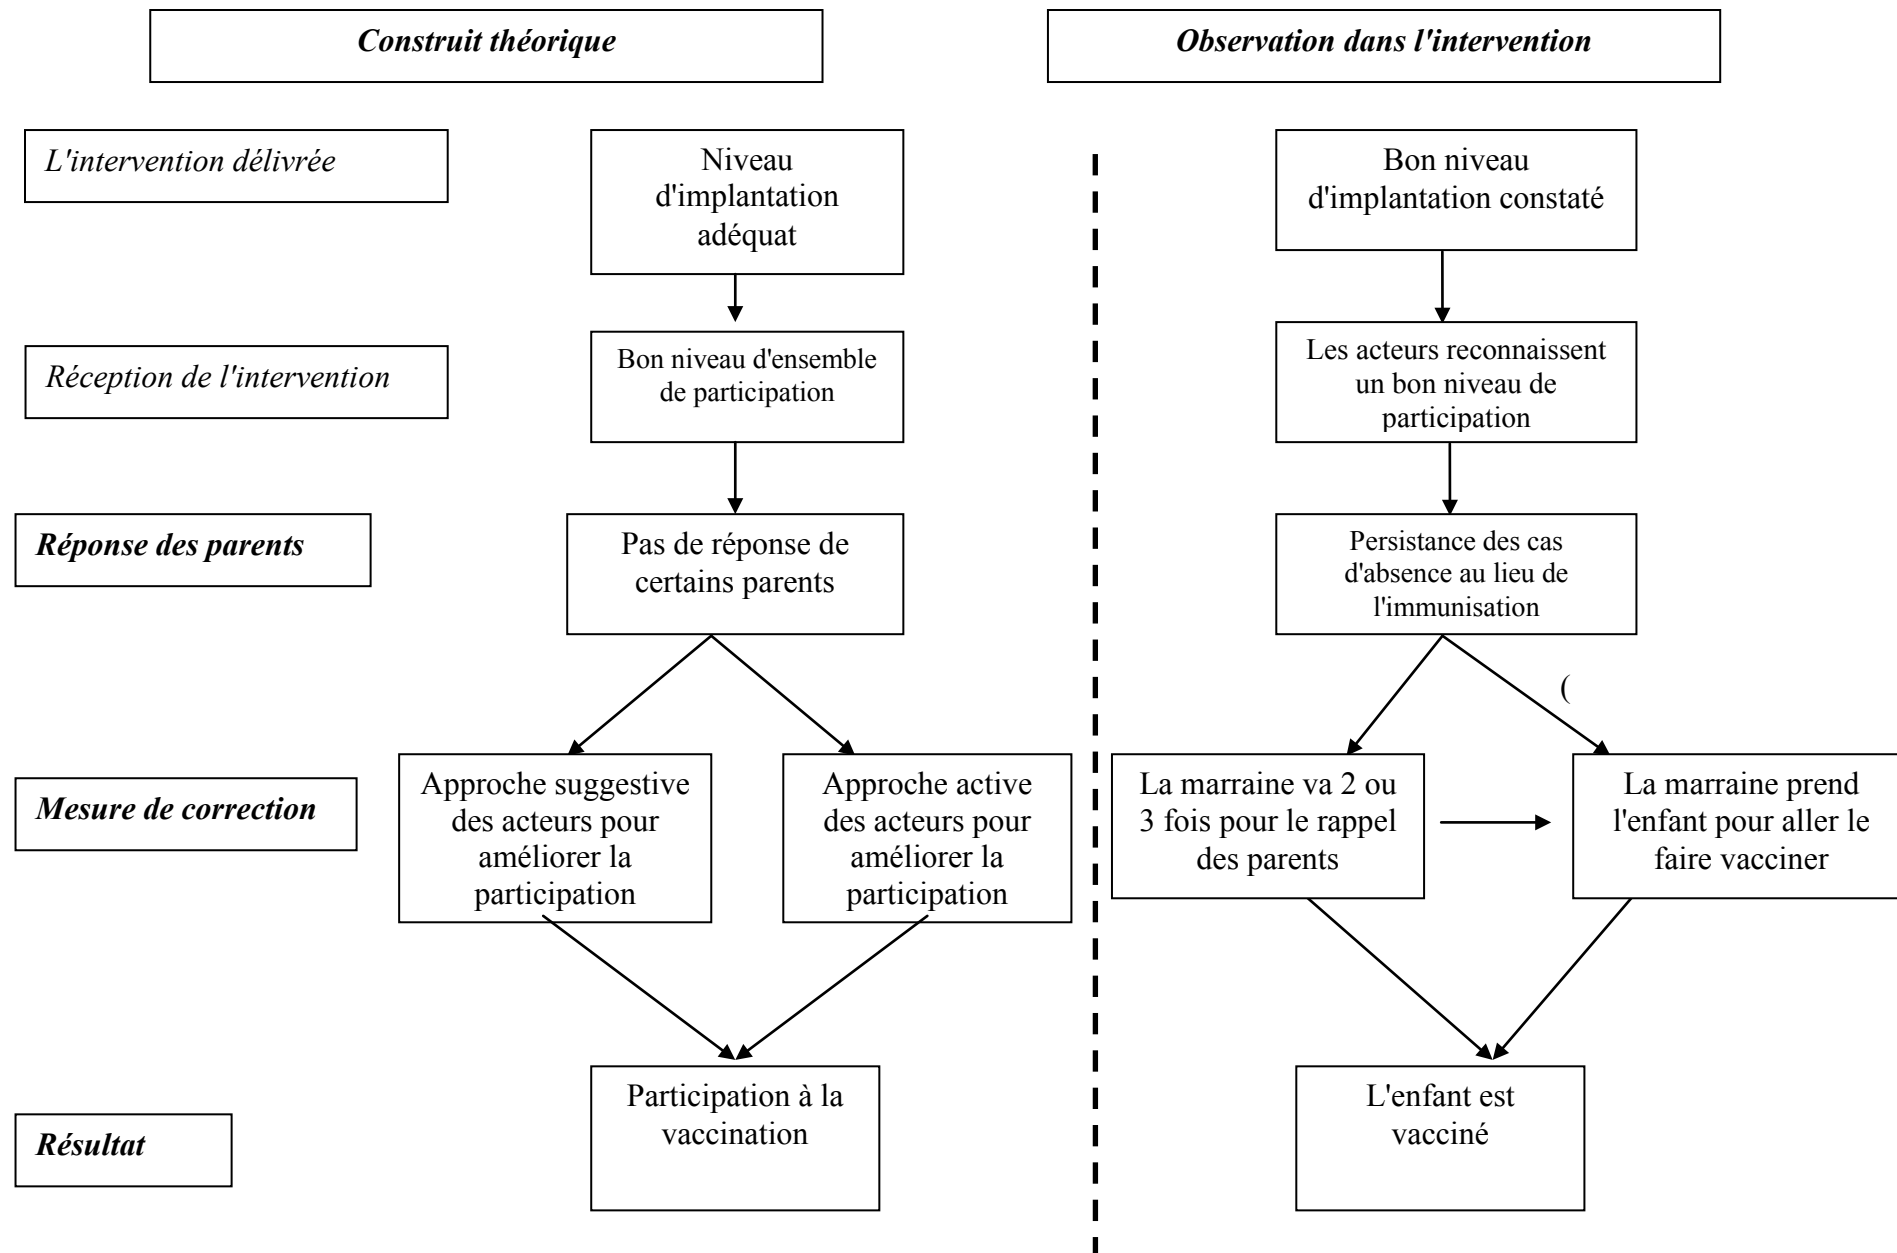 Construit théorique
Observation dans l'intervention
L'intervention délivrée
Niveau
d'implantation
adéquat
Bon niveau
d'implantation constaté
Réception de l'intervention
Bon niveau d'ensemble
de participation
Les acteurs reconnaissent
un bon niveau de
participation
Réponse des parents
Pas de réponse de
certains parents
Persistance des cas
d'absence au lieu de
l'immunisation
(
Mesure de correction
Approche suggestive
des acteurs pour
améliorer la
participation
Approche active
des acteurs pour
améliorer la
participation
La marraine va 2 ou
3 fois pour le rappel
des parents
La marraine prend
l'enfant pour aller le
faire vacciner
Résultat
Participation à la
vaccination
L'enfant est
vacciné